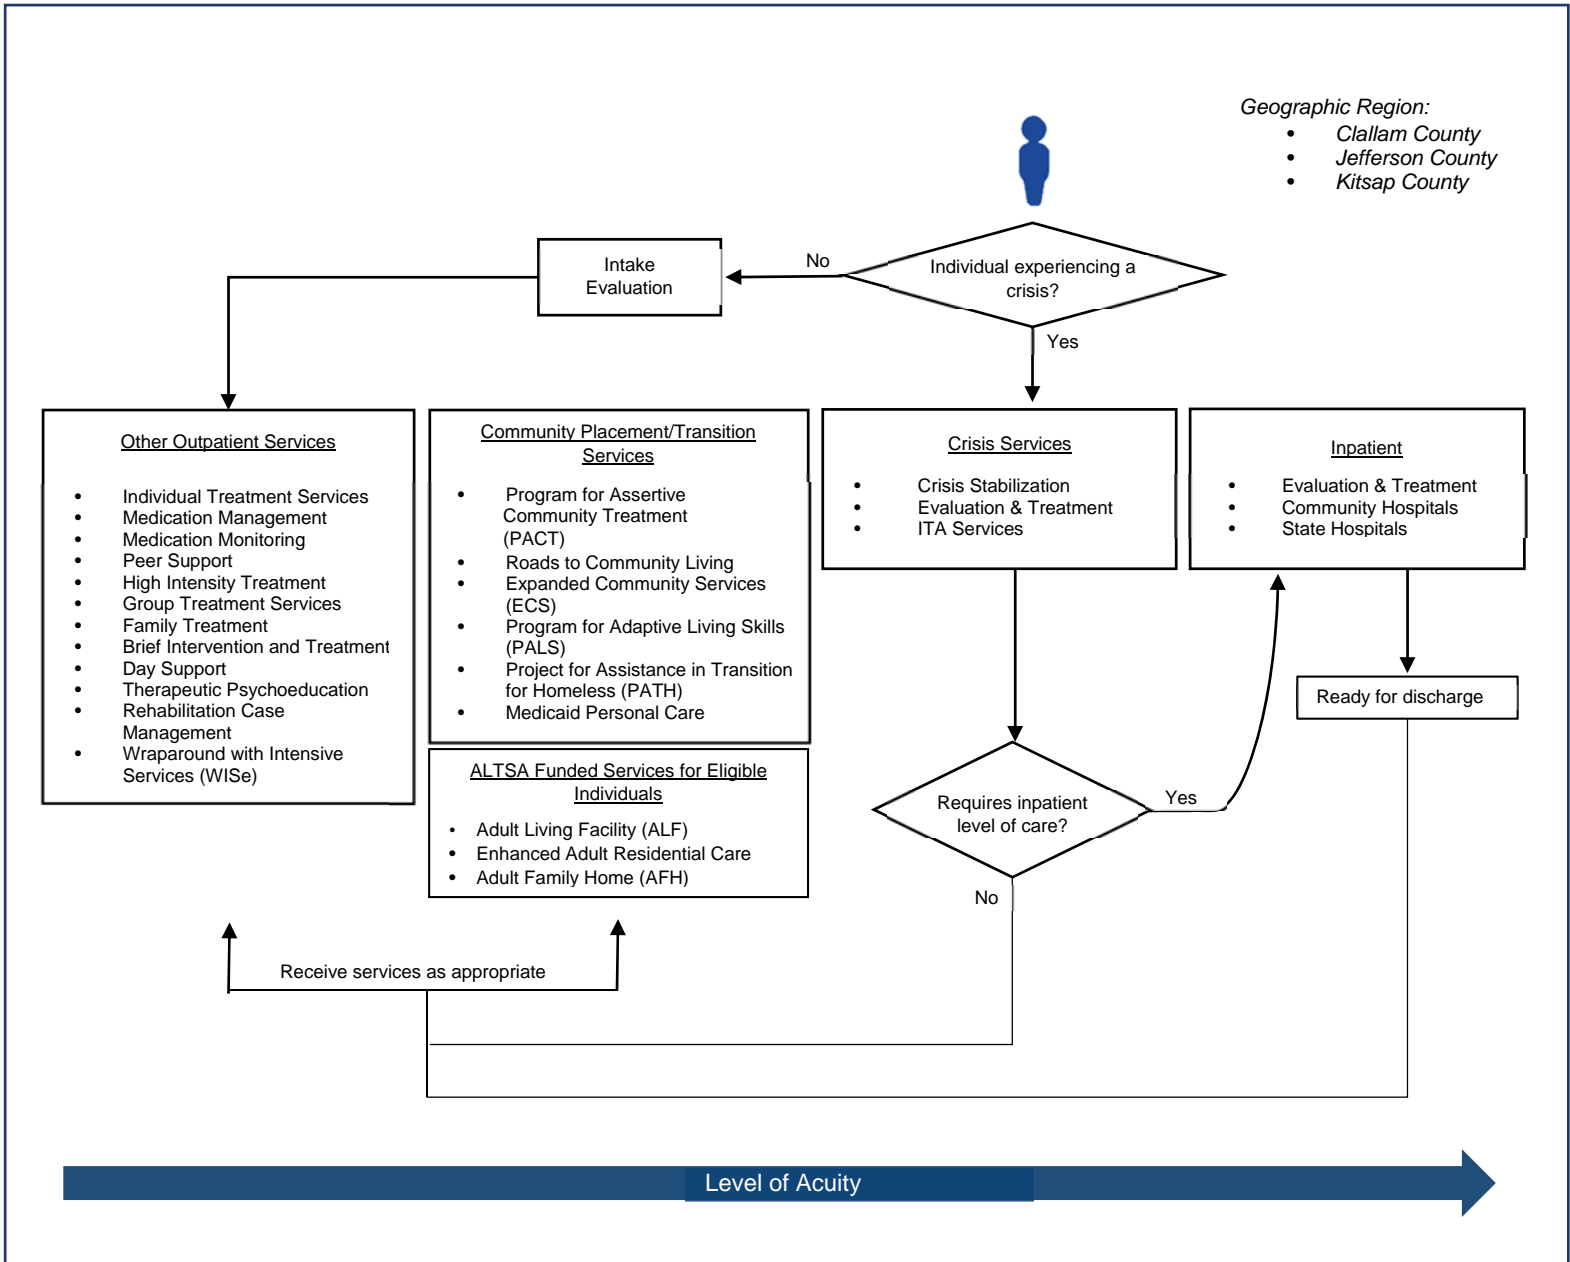 Geographic Region:
• Clallam County
• Jefferson County
• Kitsap County
Individual experiencing a
crisis?
No
Intake
Evaluation
Yes
Other Outpatient Services
• Individual Treatment Services
• Medication Management
• Medication Monitoring
• Peer Support
• High Intensity Treatment
• Group Treatment Services
• Family Treatment
• Brief Intervention and Treatment
• Day Support
• Therapeutic Psychoeducation
• Rehabilitation Case
Management
• Wraparound with Intensive
Services (WISe)
Community Placement/Transition
Services
• Program for Assertive
Community Treatment
(PACT)
• Roads to Community Living
• Expanded Community Services
(ECS)
• Program for Adaptive Living Skills
(PALS)
• Project for Assistance in Transition
for Homeless (PATH)
• Medicaid Personal Care
ALTSA Funded Services for Eligible
Individuals
• Adult Living Facility (ALF)
• Enhanced Adult Residential Care
• Adult Family Home (AFH)
Crisis Services
• Crisis Stabilization
• Evaluation & Treatment
• ITA Services
Inpatient
• Evaluation & Treatment
• Community Hospitals
• State Hospitals
Ready for discharge
Requires inpatient
level of care?
Yes
No
Receive services as appropriate
Level of Acuity